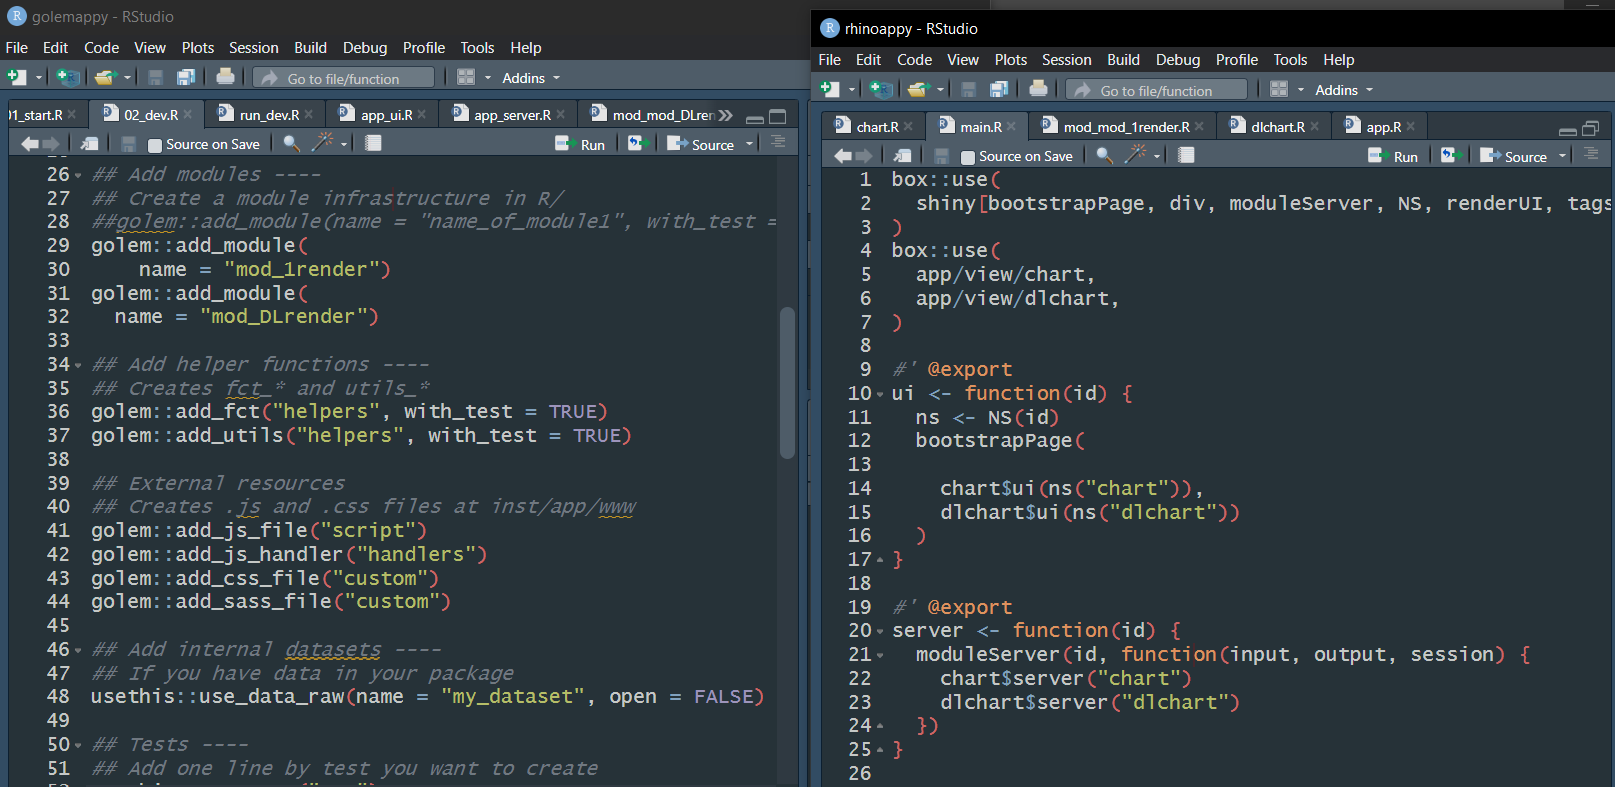 golemappy - RStudio
File Edit Code View Plots Session Build Debug Profile Tools Help
Go to file/function Addins
01_start.R 02_dev.R run_dev.R app_ui.R app_server.R mod_mod_DLren
Source on Save Run Source
26 ## Add modules ----
27 ## Create a module infrastructure in R/
28 ##golem::add_module(name = "name_of_module1", with_test =
29 golem::add_module(
30 name = "mod_1render")
31 golem::add_module(
32 name = "mod_DLrender")
33
34 ## Add helper functions ----
35 ## Creates fct_* and utils_*
36 golem::add_fct("helpers", with_test = TRUE)
37 golem::add_utils("helpers", with_test = TRUE)
38
39 ## External resources
40 ## Creates .js and .css files at inst/app/www
41 golem::add_js_file("script")
42 golem::add_js_handler("handlers")
43 golem::add_css_file("custom")
44 golem::add_sass_file("custom")
45
46 ## Add internal datasets ----
47 ## If you have data in your package
48 usethis::use_data_raw(name = "my_dataset", open = FALSE)
49
50 ## Tests ----
51 ## Add one line by test you want to create
rhinoappy - RStudio
File Edit Code View Plots Session Build Debug Profile Tools Help
Go to file/function Addins
chart.R main.R mod_mod_1render.R dlchart.R app.R
Source on Save Run Source
1 box::use(
2 shiny[bootstrapPage, div, moduleServer, NS, renderUI, tags
3 )
4 box::use(
5 app/view/chart,
6 app/view/dlchart,
7 )
8
9 #' @export
10 ui <- function(id) {
11 ns <- NS(id)
12 bootstrapPage(
13
14 chart$ui(ns("chart")),
15 dlchart$ui(ns("dlchart"))
16 )
17 }
18
19 #' @export
20 server <- function(id) {
21 moduleServer(id, function(input, output, session) {
22 chart$server("chart")
23 dlchart$server("dlchart")
24 })
25 }
26